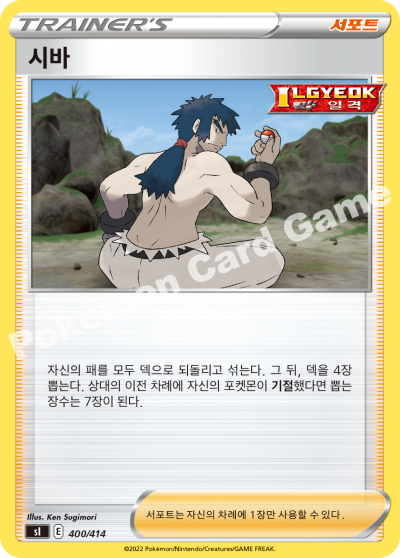 TRAINER'S
서포트
시바
ILGYEOK
일격
Pokémon Card Game
자신의 패를 모두 덱으로 되돌리고 섞는다. 그 뒤, 덱을 4장
뽑는다. 상대의 이전 차례에 자신의 포켓몬이 기절했다면 뽑는
장수는 7장이 된다.
Illus. Ken Sugimori
sI E 400/414
서포트는 자신의 차례에 1장만 사용할 수 있다.
©2022 Pokémon/Nintendo/Creatures/GAME FREAK.